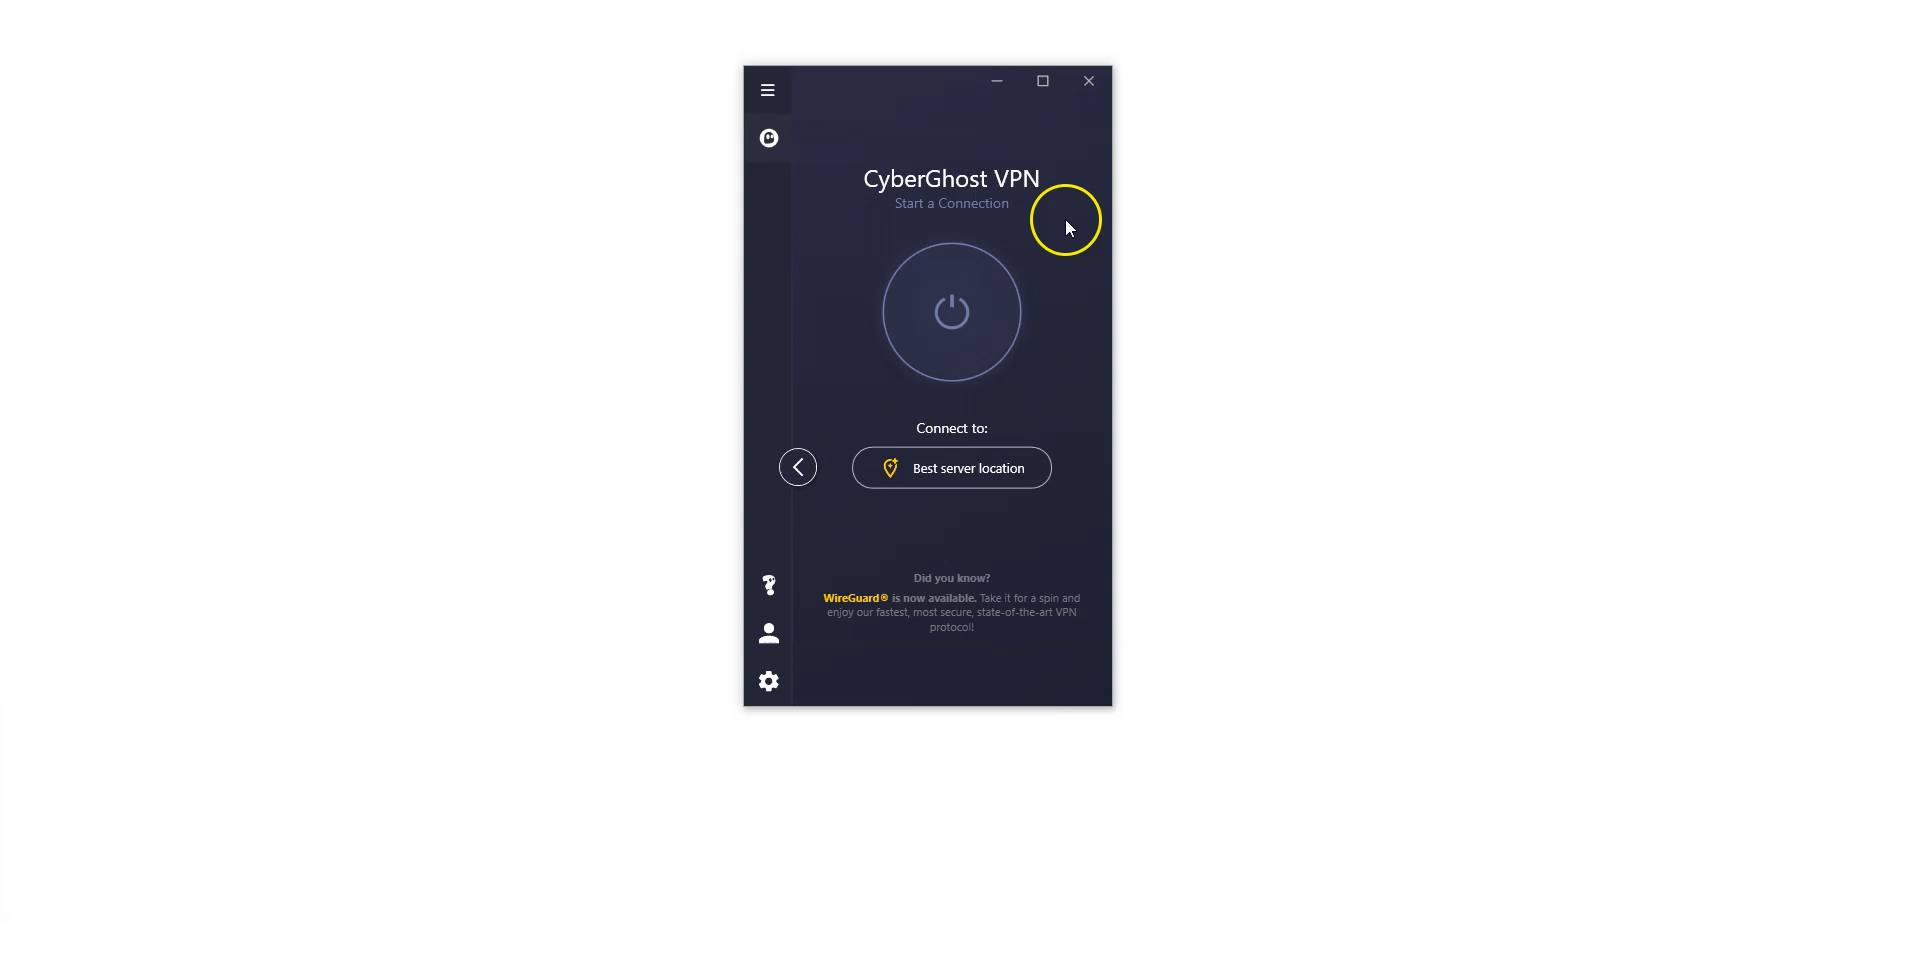 CyberGhost VPN
Start a Connection
Connect to:
Best server location
Did you know?
WireGuard® is now available. Take it for a spin and
enjoy our fastest, most secure, state-of-the-art VPN
protocol!